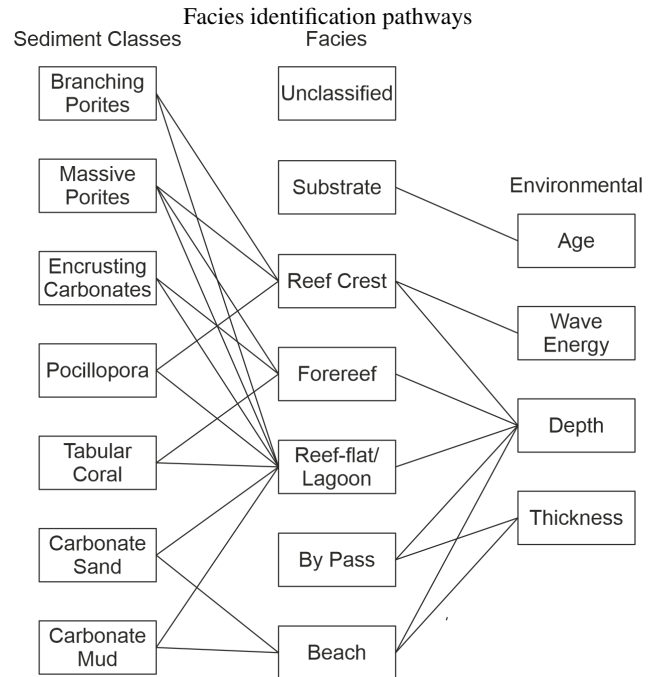 Facies identification pathways
Sediment Classes
Facies
Branching
Porites
Unclassified
Massive
Porites
Substrate
Environmental
Age
Encrusting
Carbonates
Reef Crest
Wave
Energy
Pocillopora
Forereef
Depth
Tabular
Coral
Reef-flat/
Lagoon
Thickness
Carbonate
Sand
By Pass
Carbonate
Mud
Beach